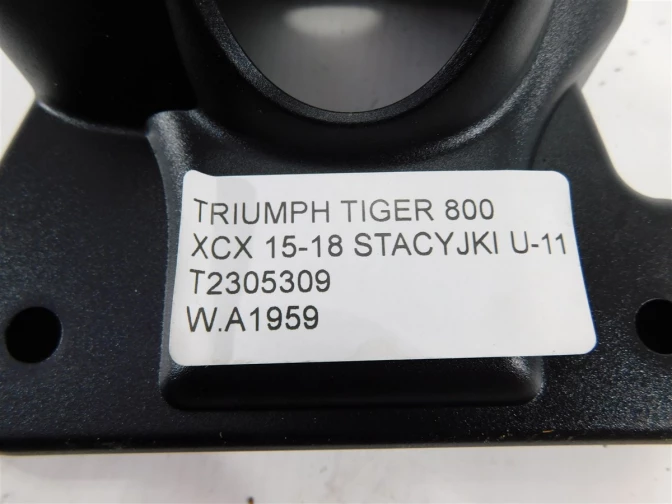 TRIUMPH TIGER 800
XCX 15-18 STACYJKI U-11
T2305309
W.A1959